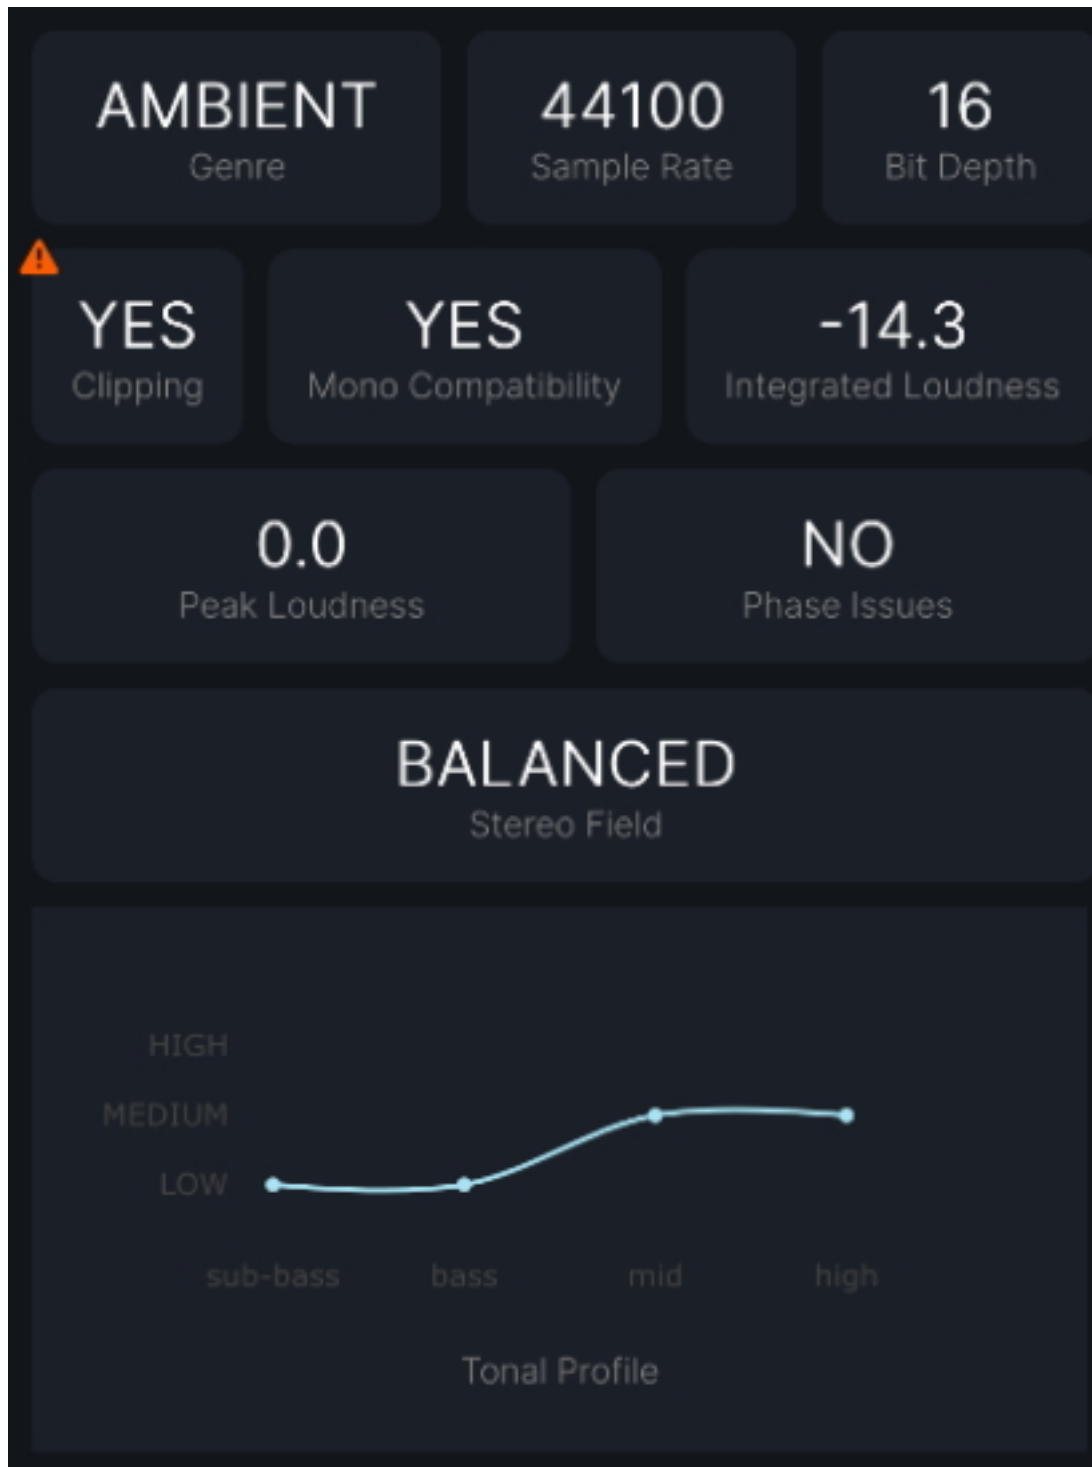 AMBIENT
Genre
44100
Sample Rate
16
Bit Depth
YES
Clipping
YES
Mono Compatibility
-14.3
Integrated Loudness
0.0
Peak Loudness
NO
Phase Issues
BALANCED
Stereo Field
HIGH
MEDIUM
LOW
sub-bass bass mid high
Tonal Profile